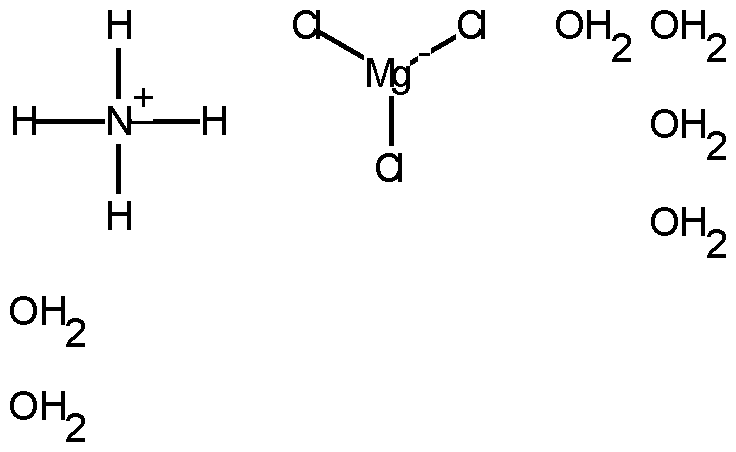 H Cl Cl OH2 OH2
Mg-
H N+ H OH2
Cl
H OH2
OH2
OH2